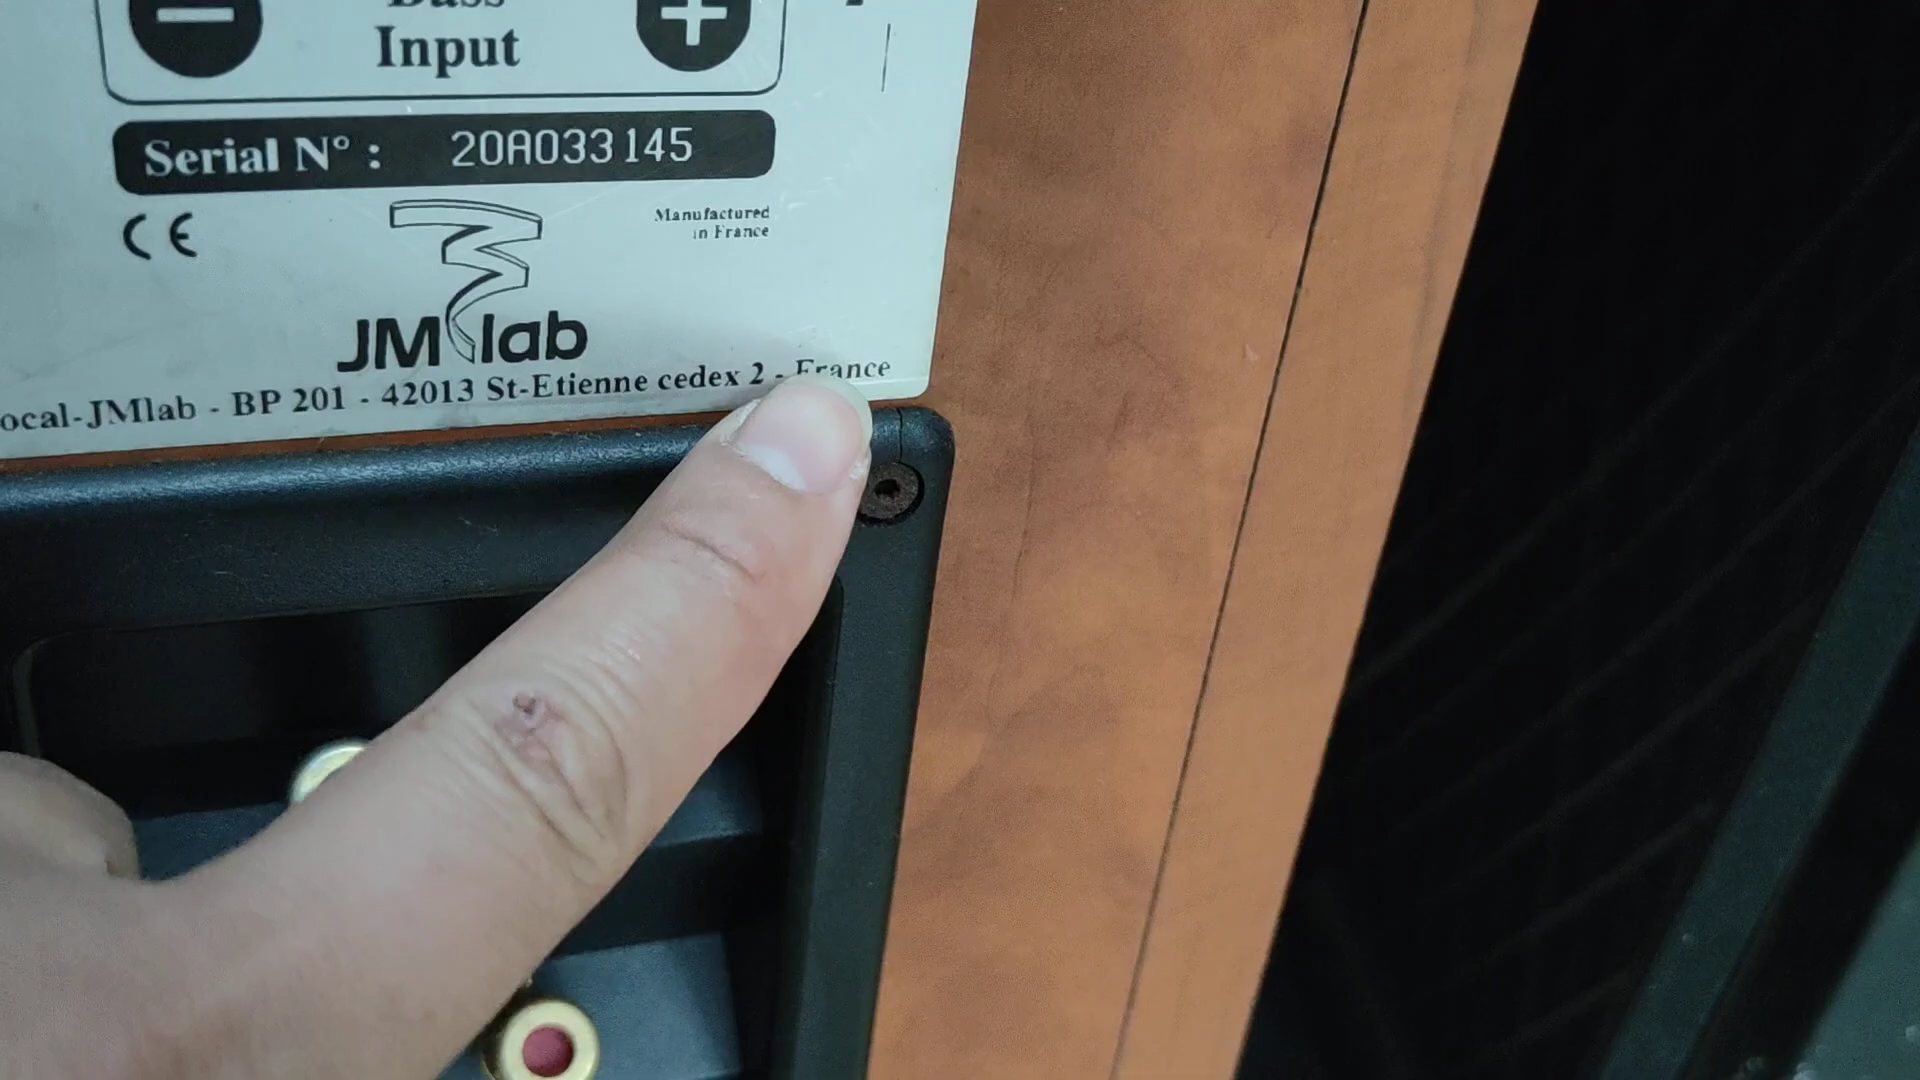 Input
Serial N° : 20A033145
CE
Manufactured
in France
JMlab
ocal-JMlab - BP 201 - 42013 St-Etienne cedex 2 - France